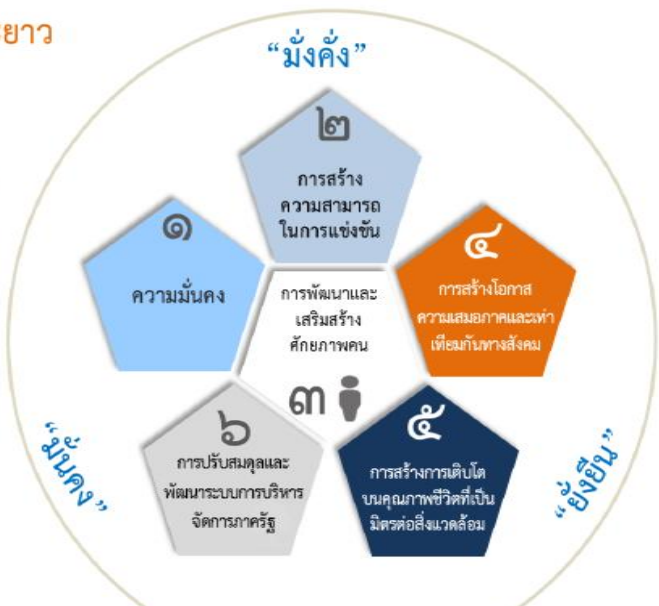 ยาว
“มั่งคั่ง”
๒
การสร้าง
ความสามารถ
ในการแข่งขัน
๑
ความมั่นคง
๔
การสร้างโอกาส
ความเสมอภาคและเท่า
เทียมกันทางสังคม
การพัฒนาและ
เสริมสร้าง
ศักยภาพคน
๓
๖
การปรับสมดุลและ
พัฒนาระบบการบริหาร
จัดการภาครัฐ
๕
การสร้างการเติบโต
บนคุณภาพชีวิตที่เป็น
มิตรต่อสิ่งแวดล้อม
“มั่นคง”
“ยั่งยืน”